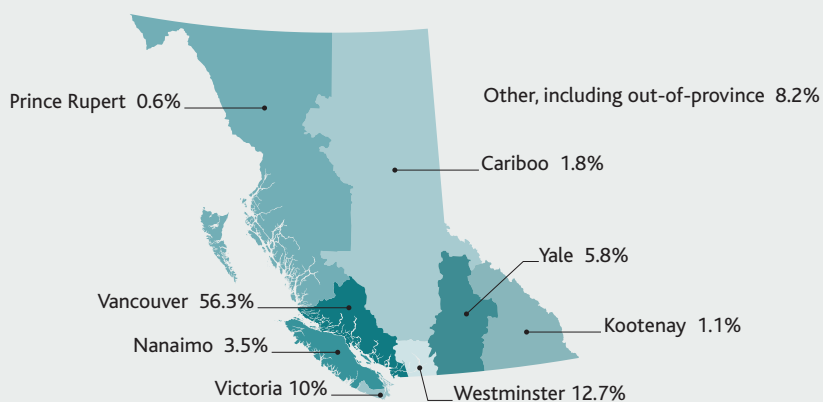 Prince Rupert 0.6%
Other, including out-of-province 8.2%
Cariboo 1.8%
Yale 5.8%
Vancouver 56.3%
Kootenay 1.1%
Nanaimo 3.5%
Victoria 10%
Westminster 12.7%